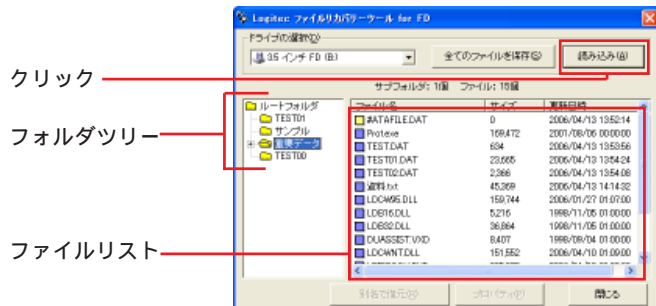 Logitec ファイルリカバリーツール for FD
ドライブの選択(D)
3.5 インチ FD (B:)
全てのファイルを保存(S)
読み込み(A)
クリック
サブフォルダ: 1個 ファイル: 15個
フォルダツリー
ルートフォルダ
TEST01
サンプル
重要データ
TEST00
ファイル名 サイズ 更新日時
#ATAFILE.DAT 0 2006/04/13 13:52:14
Prot.exe 169,472 2001/08/06 00:00:00
TEST.DAT 634 2006/04/13 13:53:56
TEST01.DAT 23,665 2006/04/13 13:54:24
TEST02.DAT 2,366 2006/04/13 13:54:08
資料.txt 45,369 2006/04/13 14:14:32
LDCW95.DLL 159,744 2006/01/27 01:07:00
LDE16.DLL 5,216 1998/11/05 01:00:00
LDE32.DLL 36,864 1998/11/05 01:00:00
DUASSIST.VXD 8,407 1998/09/04 01:00:00
LDCWNT.DLL 151,552 2006/04/10 01:09:00
ファイルリスト
別名で復元(R)
プロパティ(P)
閉じる